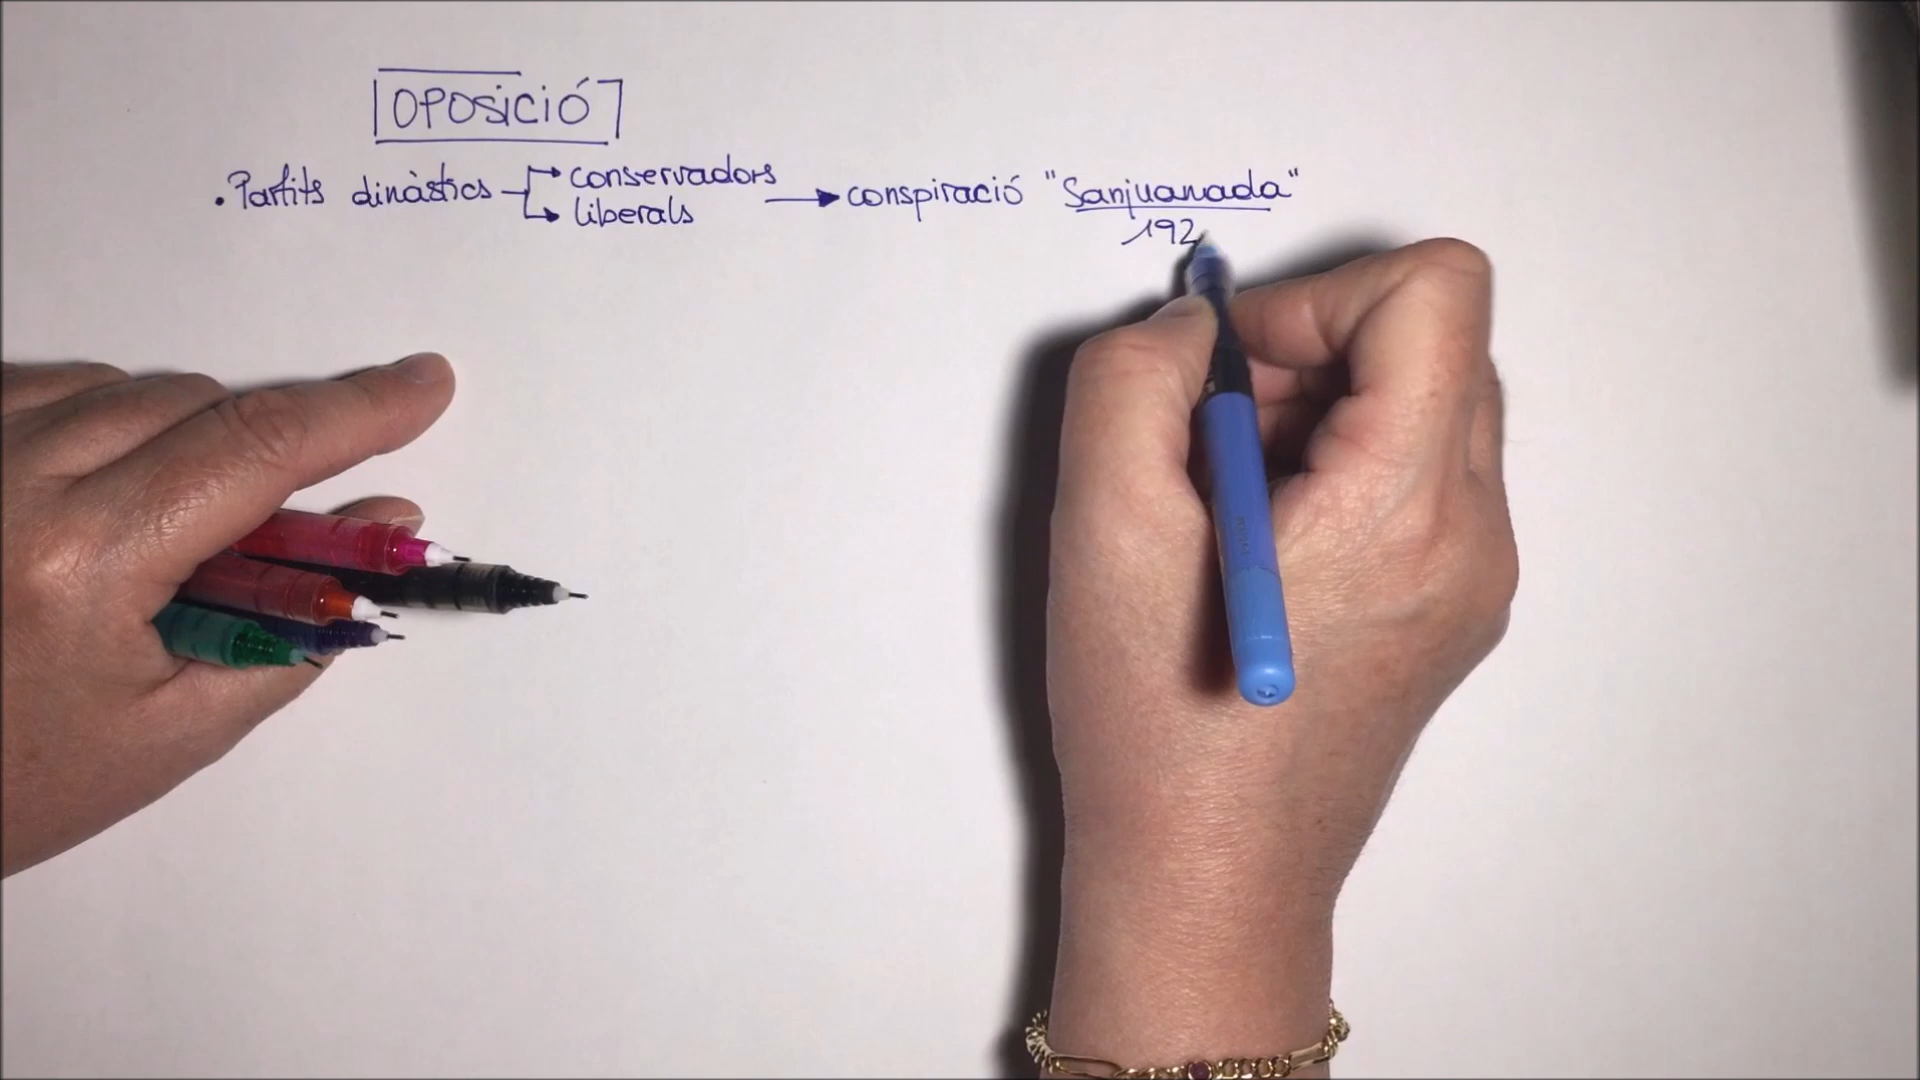 OPOSICIÓ
. Partits dinàstics
conservadors
liberals
conspiració "Sanjuanada"
192